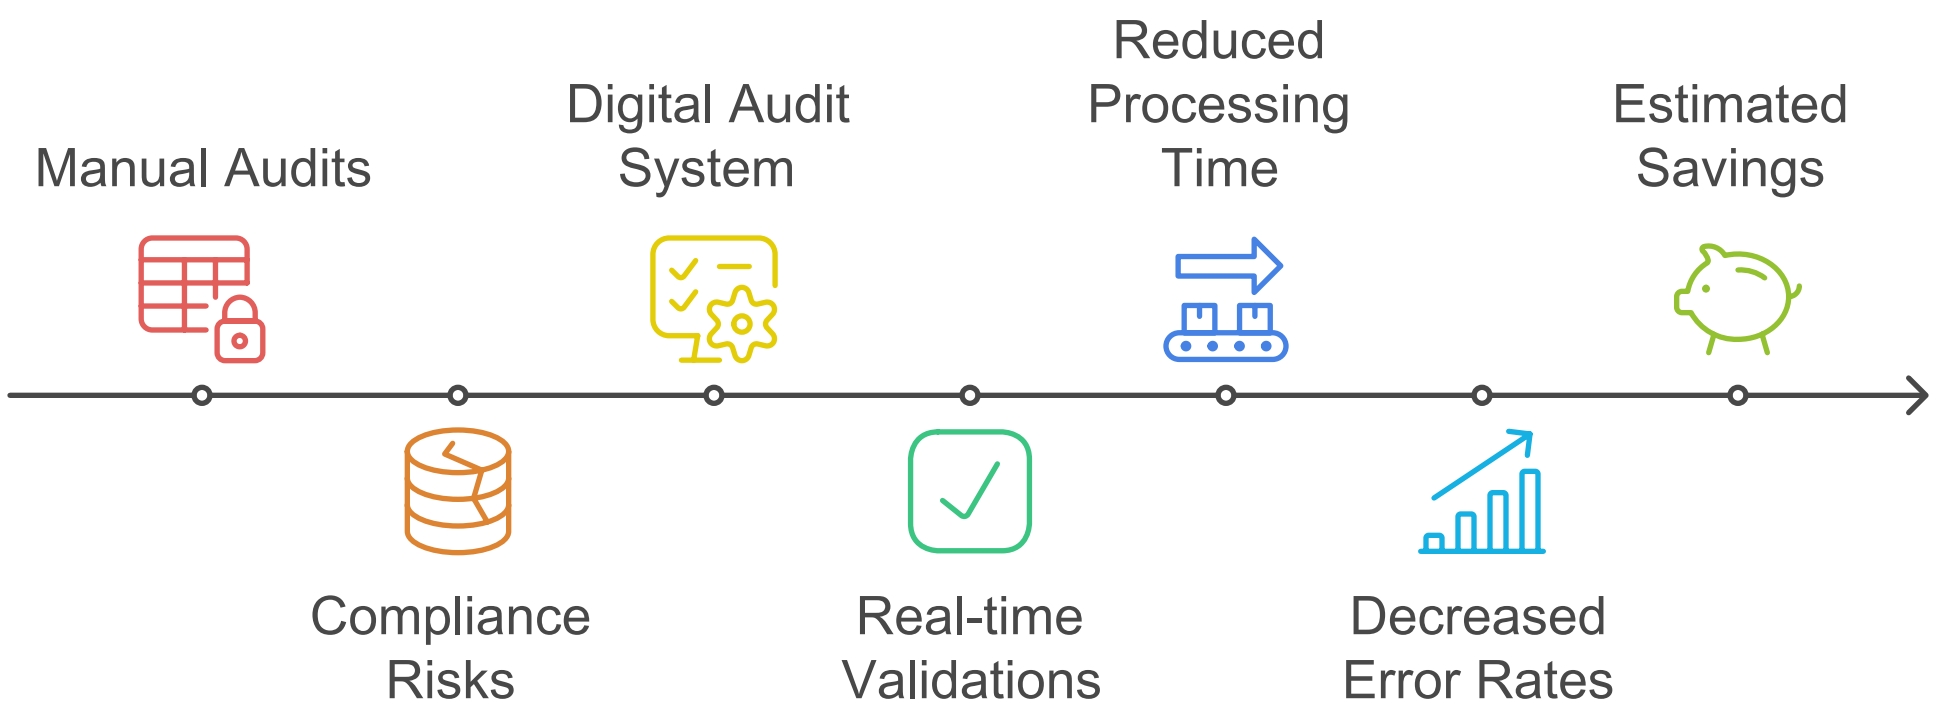 Manual Audits
Compliance
Risks
Digital Audit
System
Real-time
Validations
Reduced
Processing
Time
Decreased
Error Rates
Estimated
Savings